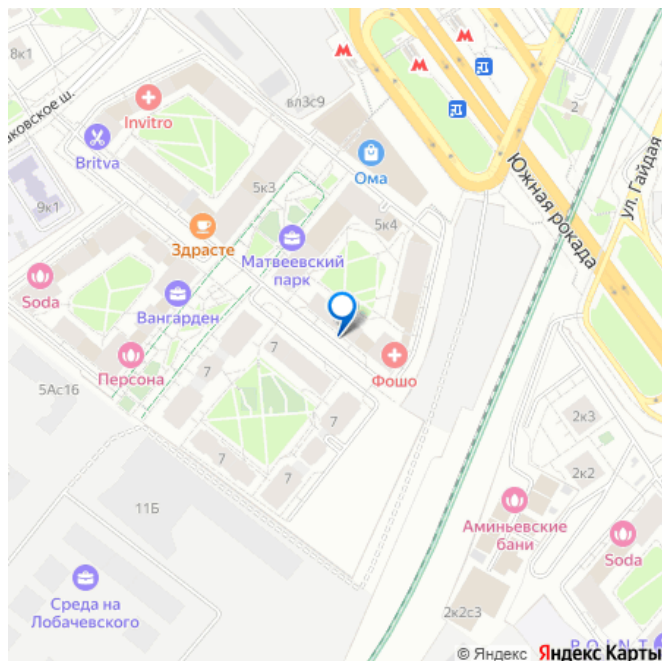 8к1
М
М
М
вл3с9
Invitro
аковское ш.
Britva
2
Ома
Южная рокада
Ул. Гайдая
5к3
9к1
5к4
Здрасте
Матвеевский
парк
Soda
Вангарден
Персона
7
Фошо
5Ас16
7
7
7
7
2к3
2к2
11Б
Аминьевские
бани
Soda
Среда на
Лобачевского
2к2с3
POINT
© Яндекс Яндекс Карты